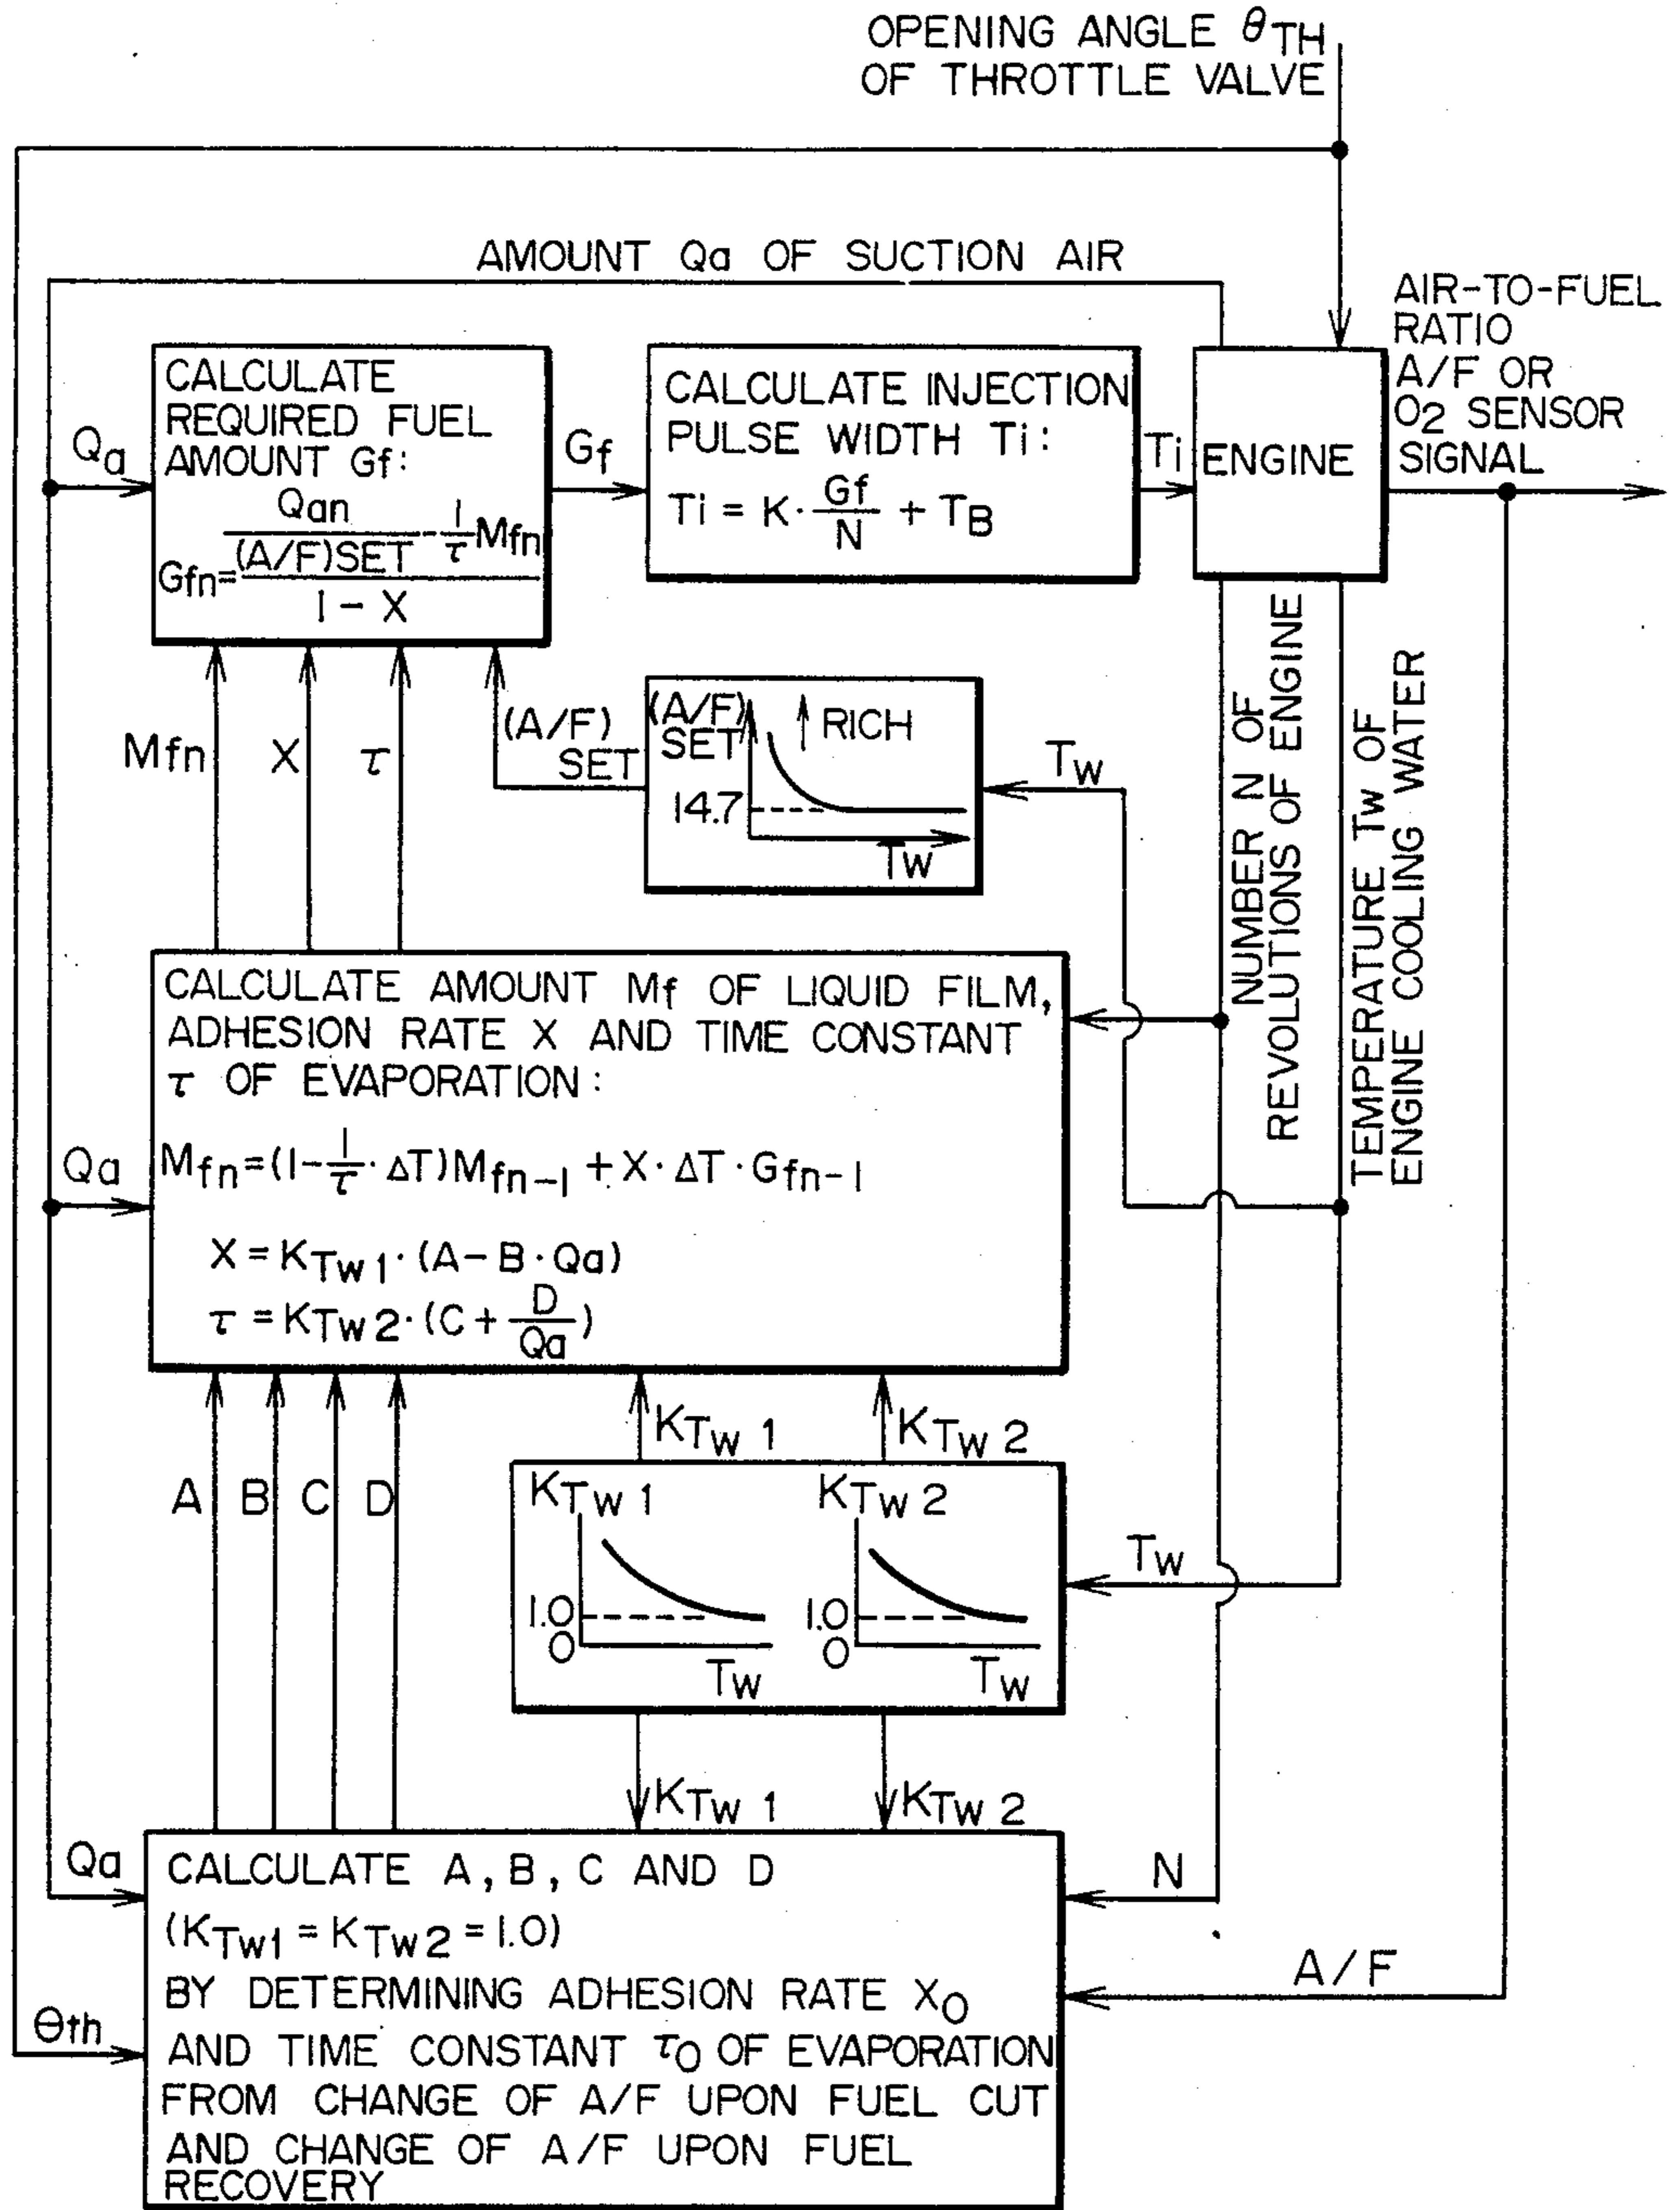 OPENING ANGLE θTH
OF THROTTLE VALVE
AMOUNT Qa OF SUCTION AIR
AIR-TO-FUEL
RATIO
A/F OR
O2 SENSOR
SIGNAL
Qa
CALCULATE
REQUIRED FUEL
AMOUNT Gf:
Gfn = (Qan / (A/F)SET - 1/τ Mfn) / (1 - X)
Gf
CALCULATE INJECTION
PULSE WIDTH Ti:
Ti = K · Gf/N + TB
Ti
ENGINE
NUMBER N OF
REVOLUTIONS OF ENGINE
TEMPERATURE Tw OF
ENGINE COOLING WATER
Mfn
X
τ
(A/F)
SET
(A/F)
SET
RICH
14.7
Tw
Tw
CALCULATE AMOUNT Mf OF LIQUID FILM,
ADHESION RATE X AND TIME CONSTANT
τ OF EVAPORATION:
Qa
Mfn = (1 - 1/τ · ΔT) Mfn-1 + X · ΔT · Gfn-1
X = KTw1 · (A - B · Qa)
τ = KTw2 · (C + D/Qa)
KTw1
KTw2
A
B
C
D
KTw1
1.0
0
Tw
KTw2
1.0
0
Tw
Tw
KTw1
KTw2
Qa
N
CALCULATE A, B, C AND D
(KTw1 = KTw2 = 1.0)
A/F
BY DETERMINING ADHESION RATE X0
θth
AND TIME CONSTANT τ0 OF EVAPORATION
FROM CHANGE OF A/F UPON FUEL CUT
AND CHANGE OF A/F UPON FUEL
RECOVERY